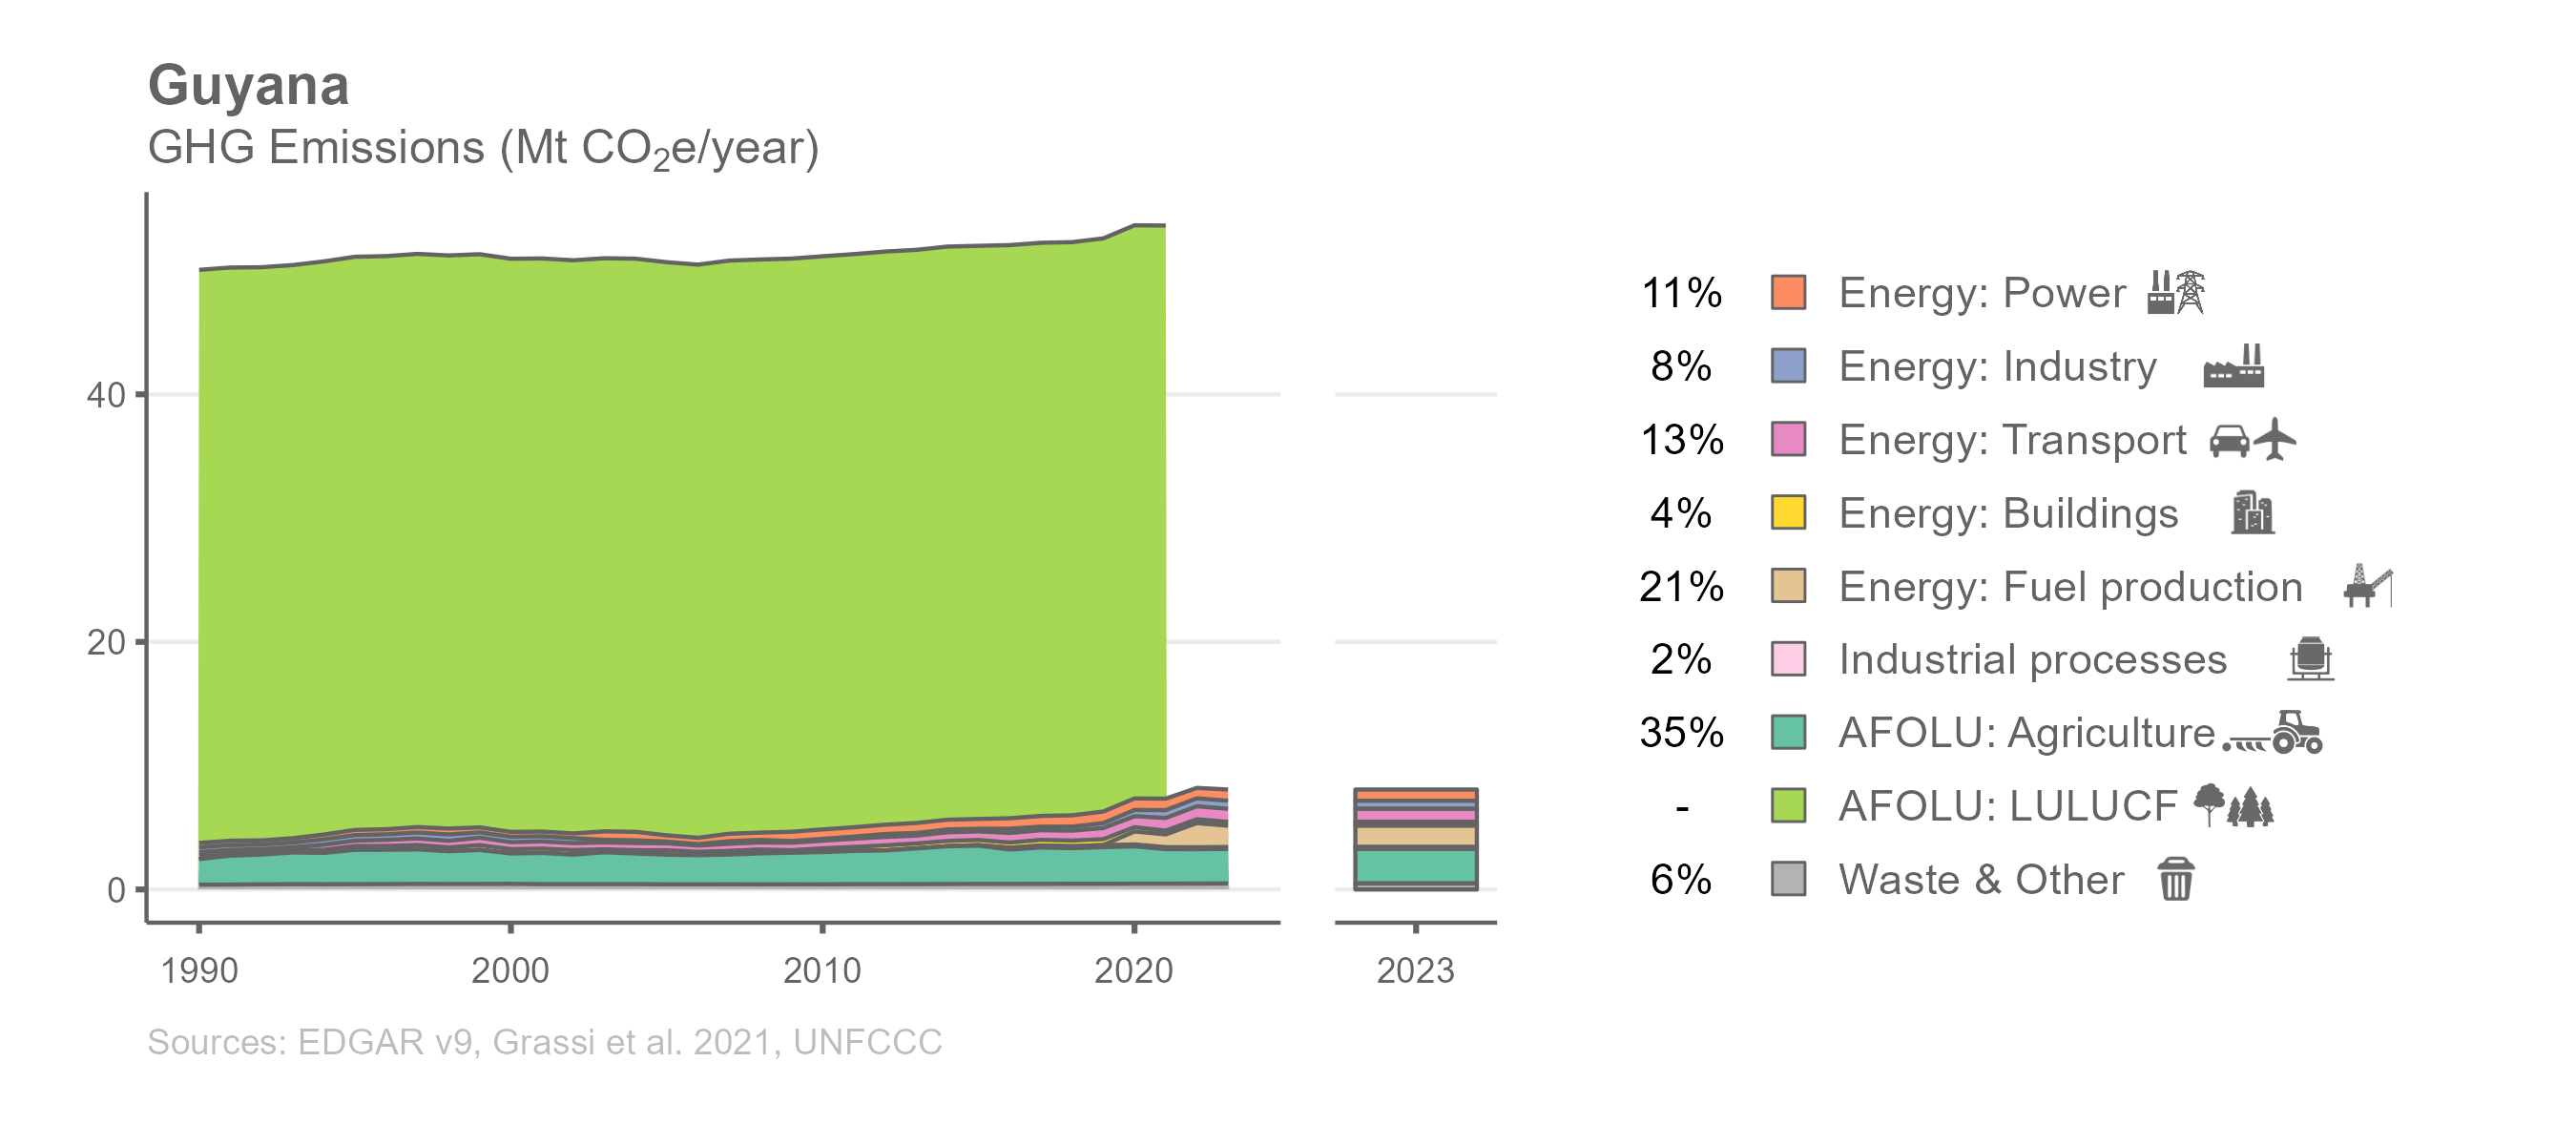 Guyana
GHG Emissions (Mt CO₂e/year)
40
20
0
1990 2000 2010 2020 2023
11% Energy: Power
8% Energy: Industry
13% Energy: Transport
4% Energy: Buildings
21% Energy: Fuel production
2% Industrial processes
35% AFOLU: Agriculture
- AFOLU: LULUCF
6% Waste & Other
Sources: EDGAR v9, Grassi et al. 2021, UNFCCC